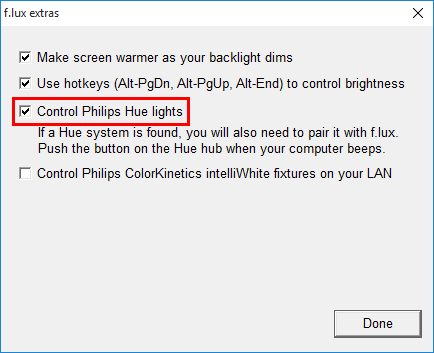 f.lux extras
Make screen warmer as your backlight dims
Use hotkeys (Alt-PgDn, Alt-PgUp, Alt-End) to control brightness
Control Philips Hue lights
If a Hue system is found, you will also need to pair it with f.lux.
Push the button on the Hue hub when your computer beeps.
Control Philips ColorKinetics intelliWhite fixtures on your LAN
Done